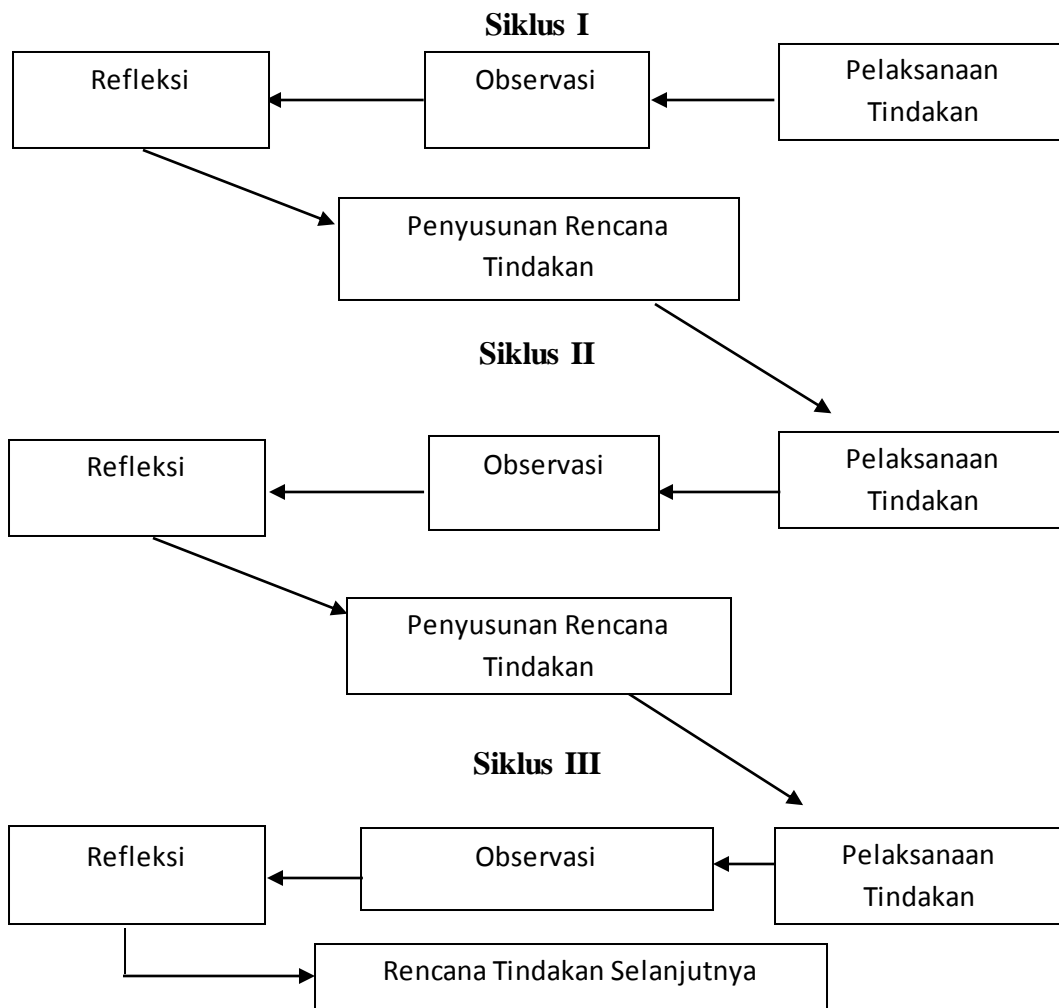 Siklus I
Refleksi
Observasi
Pelaksanaan
Tindakan
Penyusunan Rencana
Tindakan
Siklus II
Refleksi
Observasi
Pelaksanaan
Tindakan
Penyusunan Rencana
Tindakan
Siklus III
Refleksi
Observasi
Pelaksanaan
Tindakan
Rencana Tindakan Selanjutnya